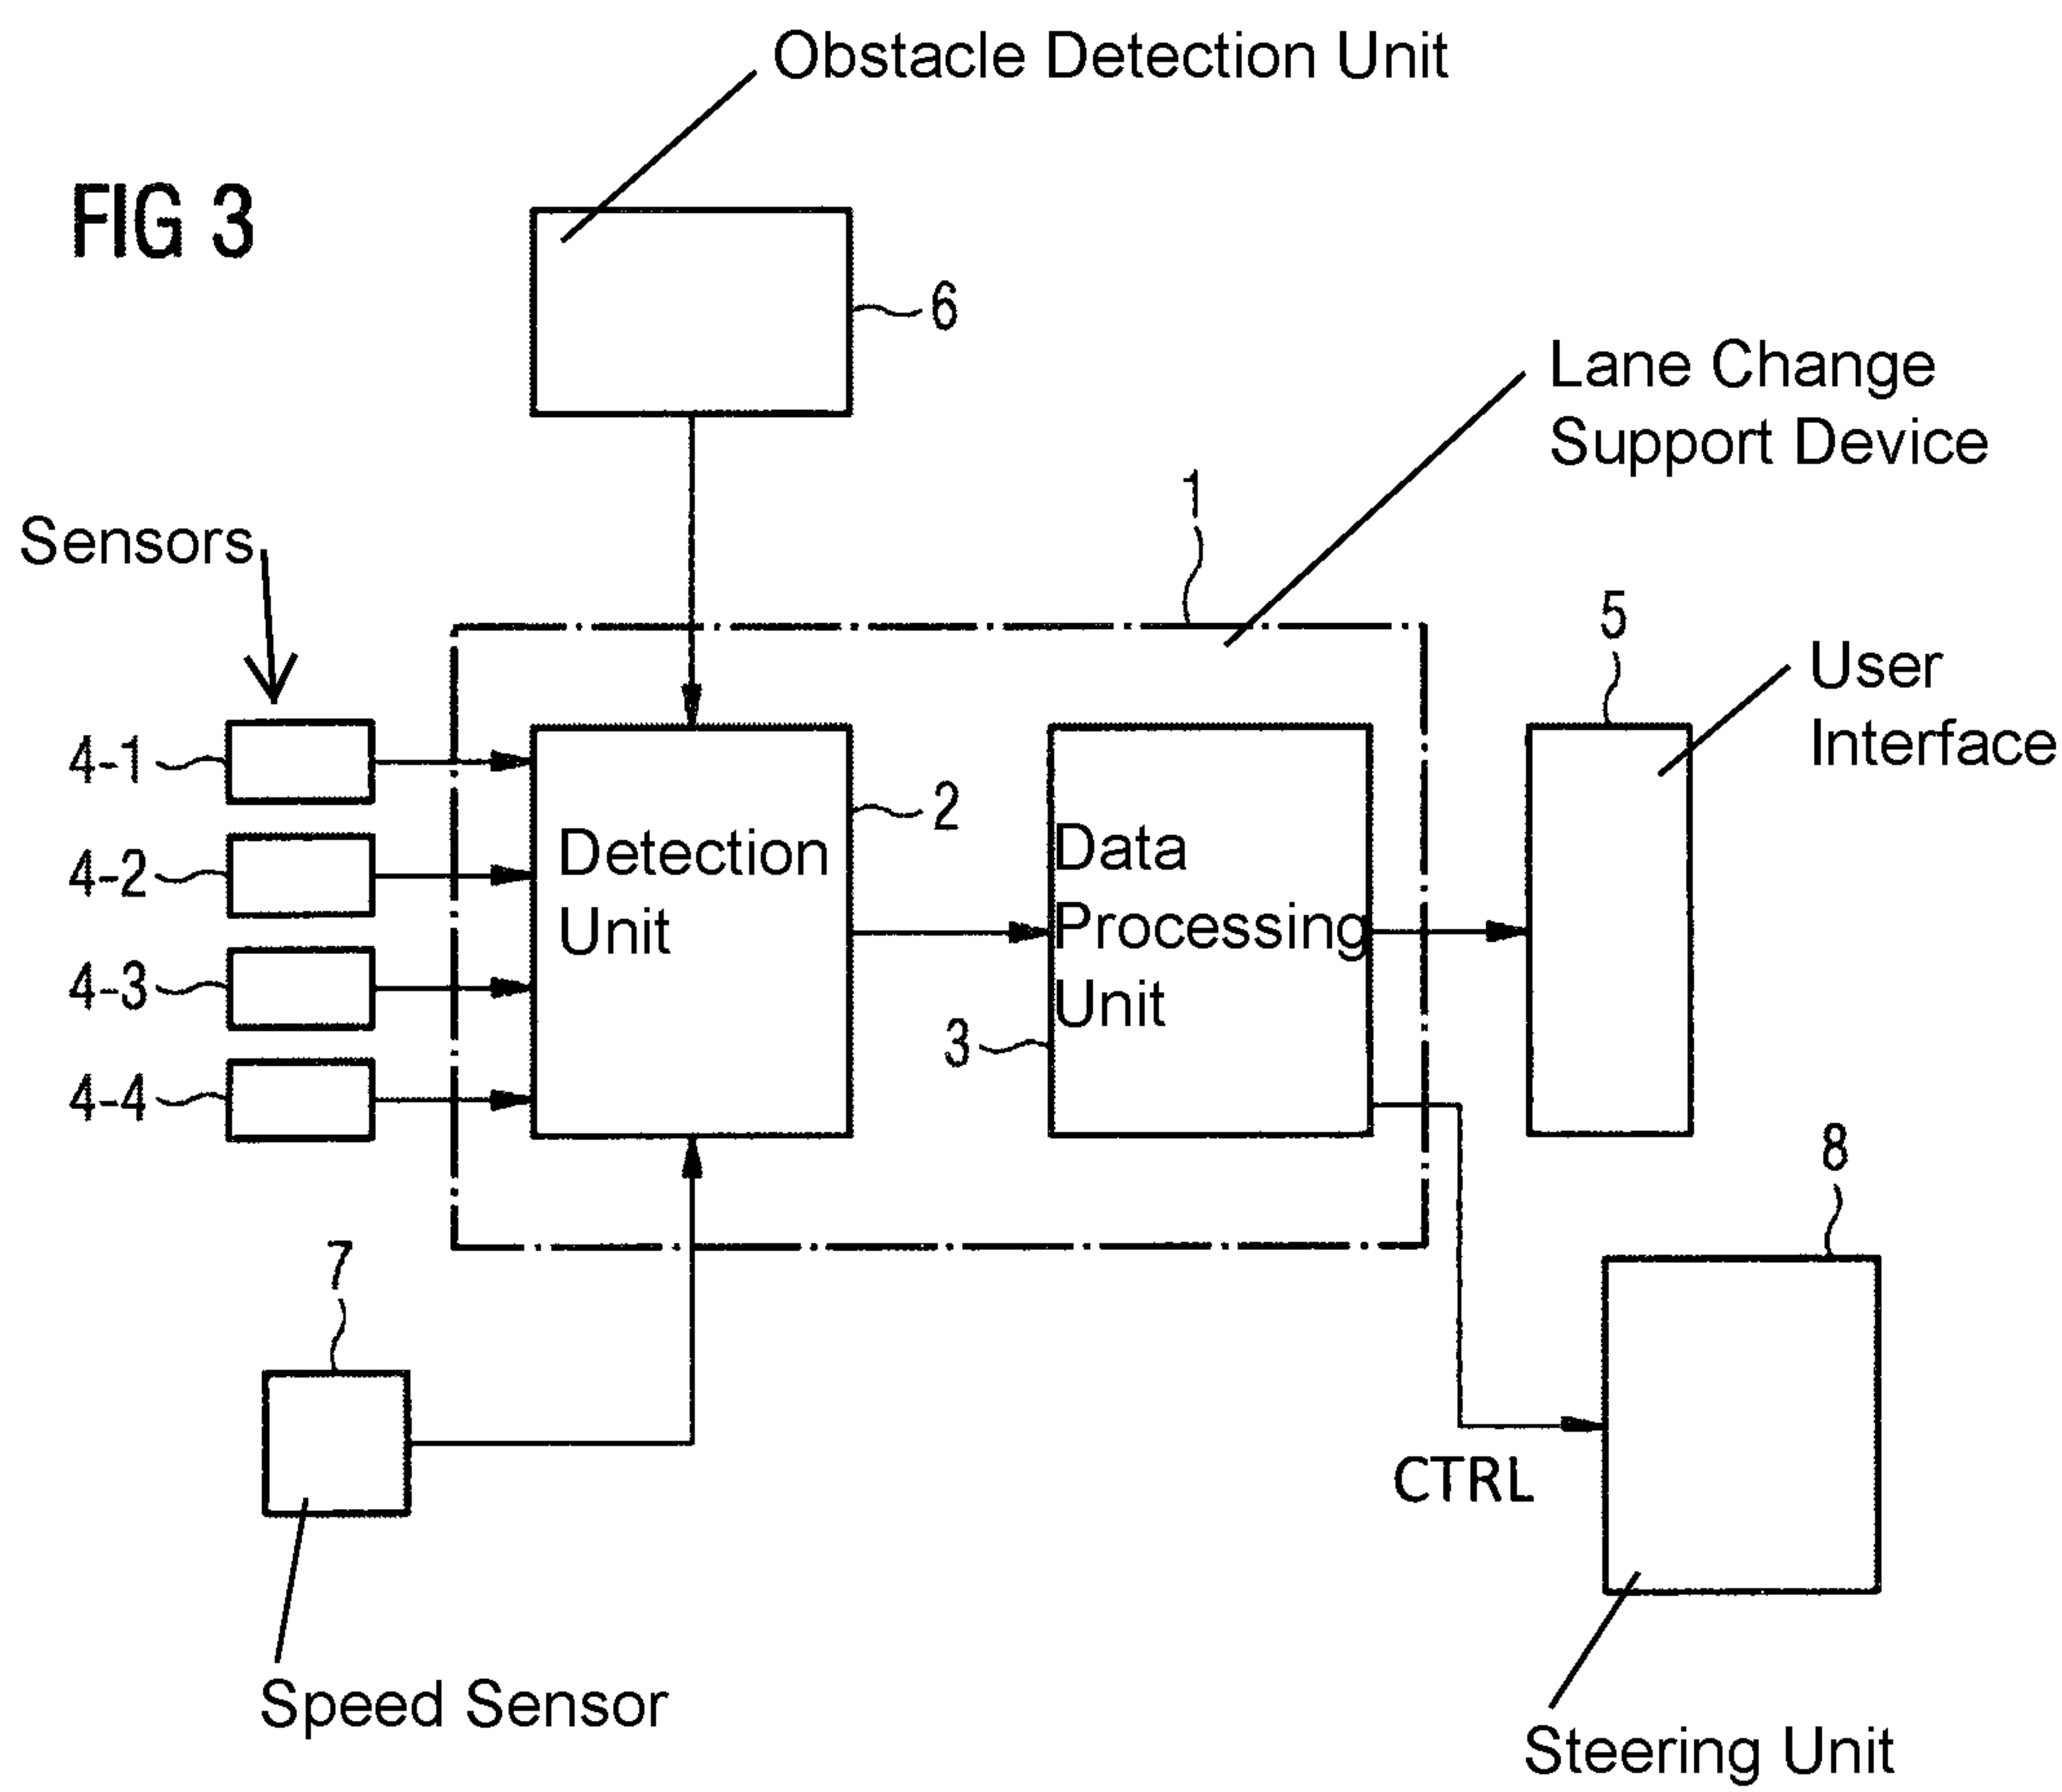 Obstacle Detection Unit
FIG 3
6
Lane Change
Support Device
1
Sensors
5
User
Interface
4-1
2
Detection
Unit
Data
Processing
Unit
4-2
4-3
3
4-4
8
7
CTRL
Speed Sensor
Steering Unit